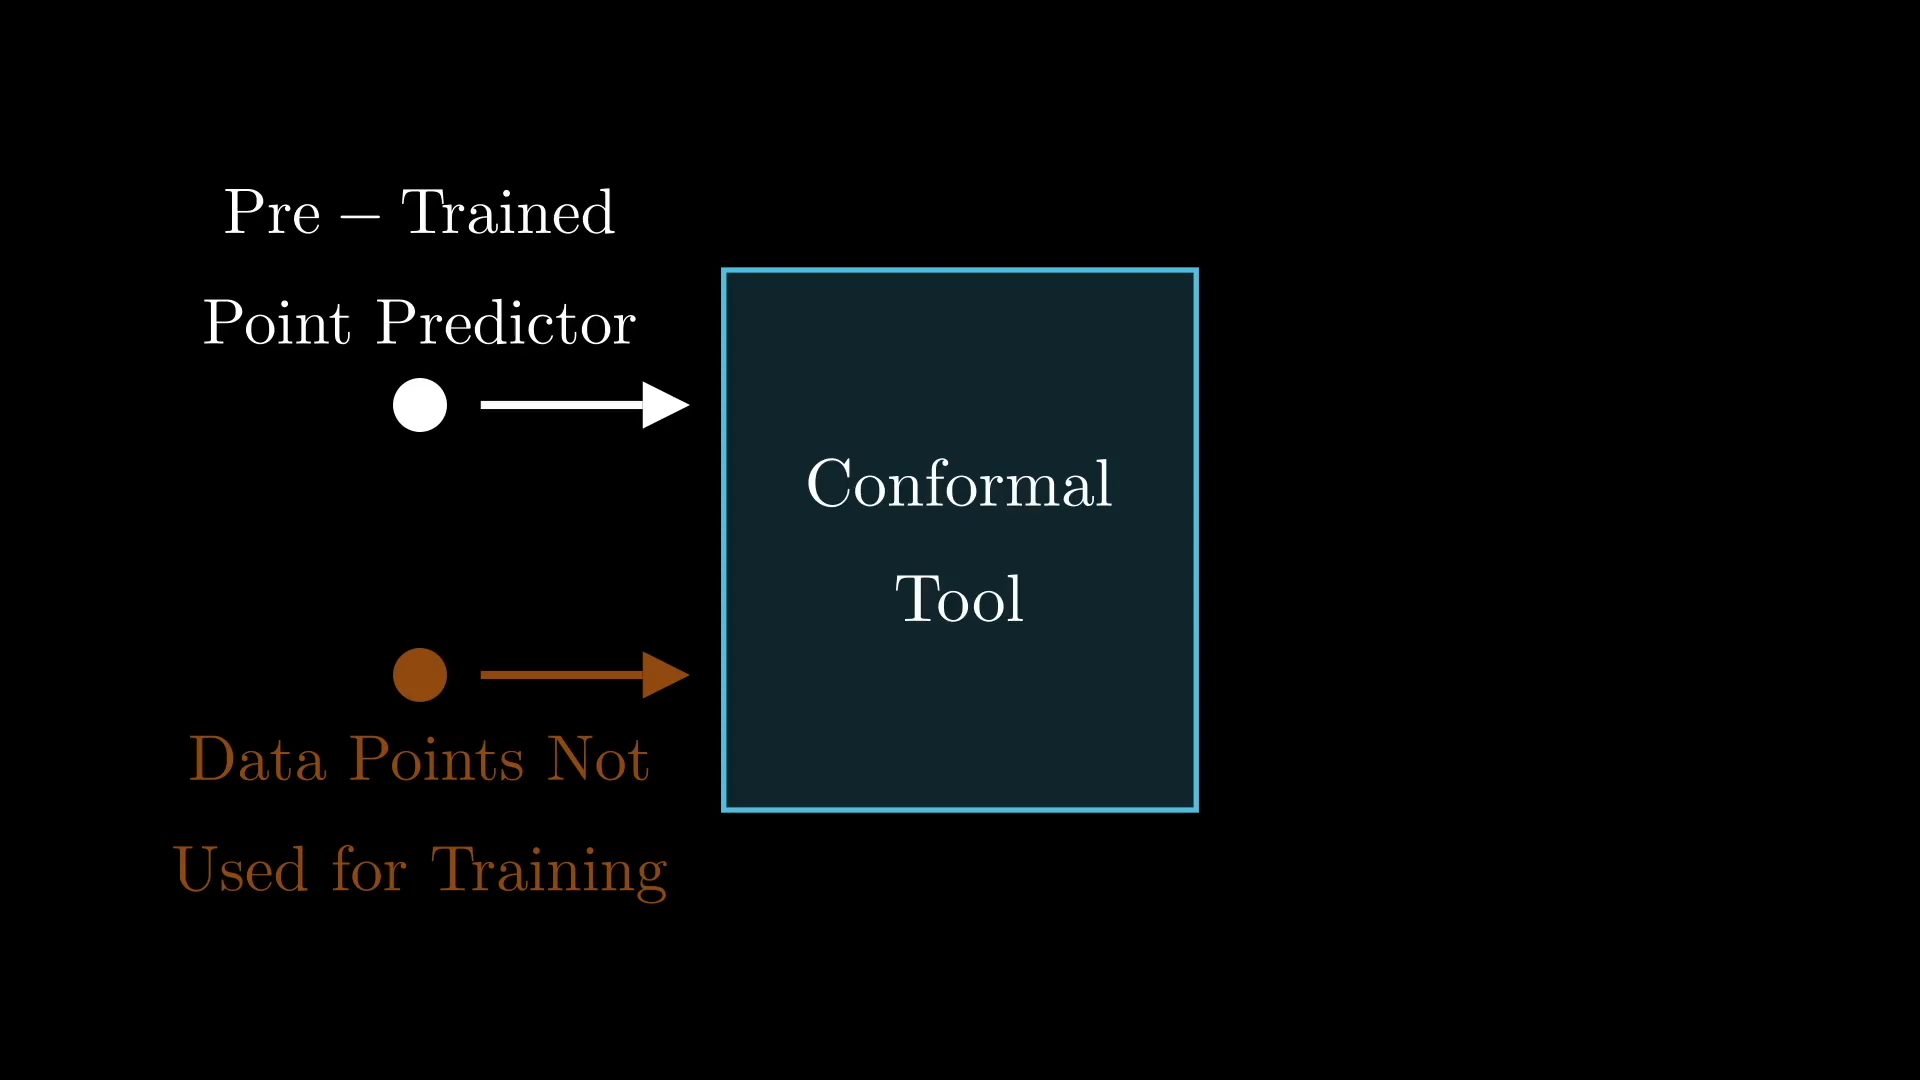 Pre – Trained
Point Predictor
Conformal
Tool
Data Points Not
Used for Training